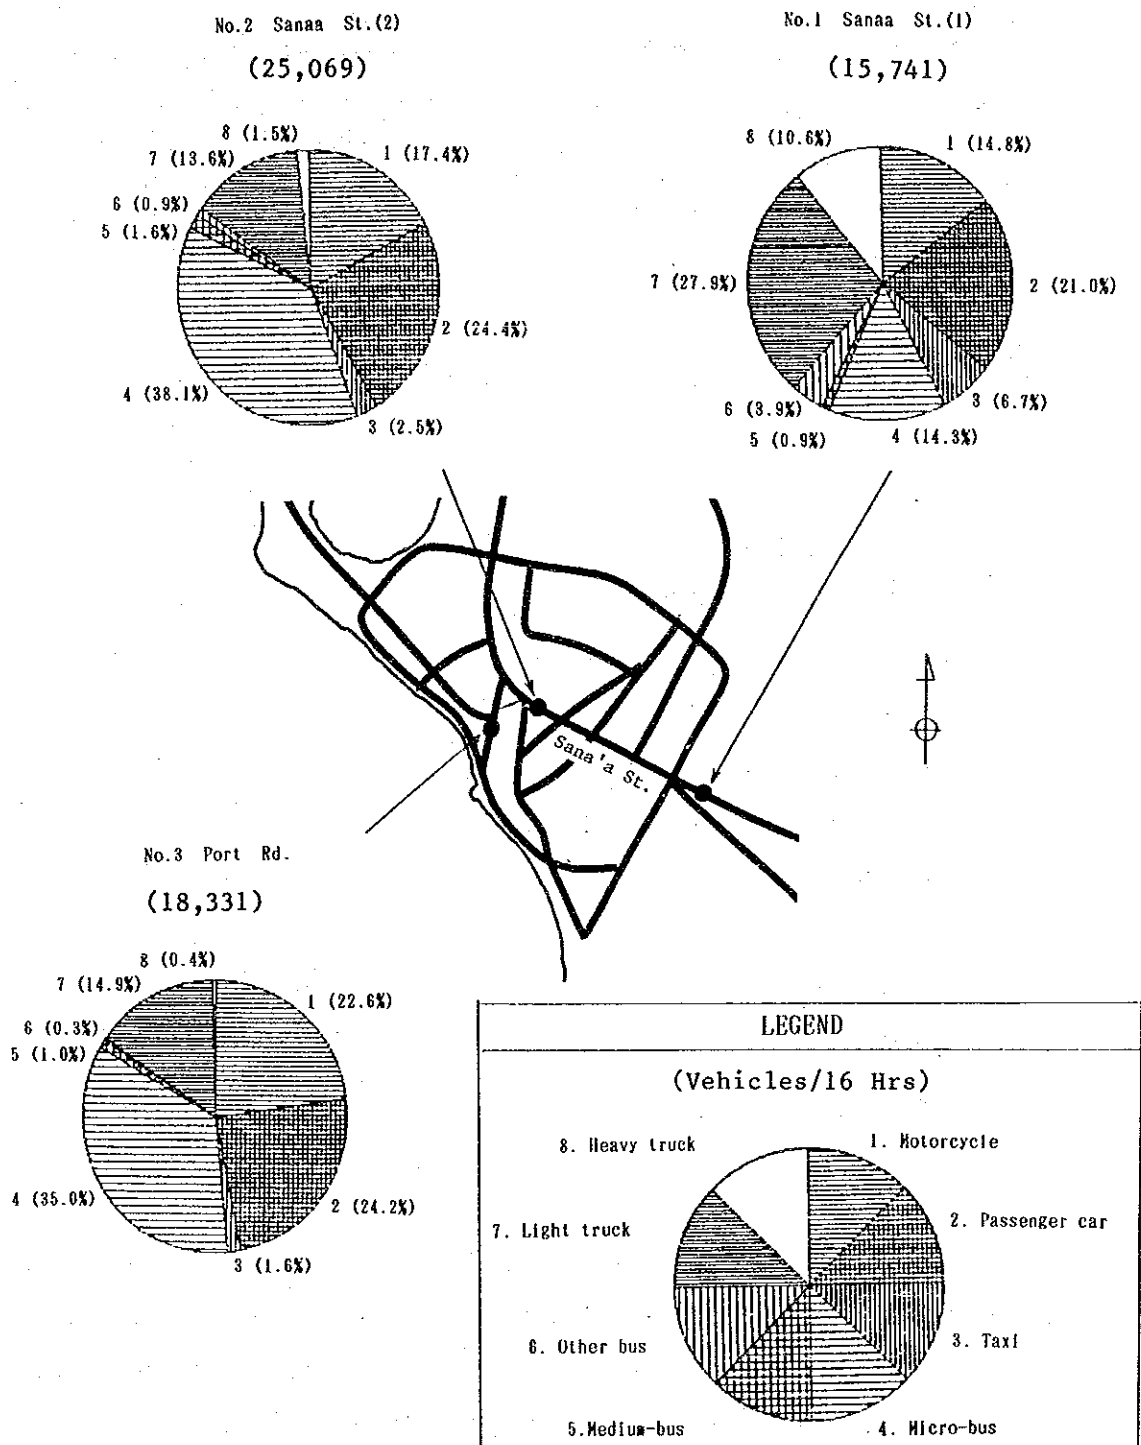 No.2 Sanaa St.(2)
(25,069)
8 (1.5%)
1 (17.4%)
7 (13.6%)
6 (0.9%)
5 (1.6%)
2 (24.4%)
4 (38.1%)
3 (2.5%)
No.1 Sanaa St.(1)
(15,741)
8 (10.6%)
1 (14.8%)
7 (27.9%)
2 (21.0%)
6 (3.9%)
3 (6.7%)
5 (0.9%)
4 (14.3%)
Sana'a St.
No.3 Port Rd.
(18,331)
8 (0.4%)
7 (14.9%)
1 (22.6%)
6 (0.3%)
5 (1.0%)
4 (35.0%)
2 (24.2%)
3 (1.6%)
LEGEND
(Vehicles/16 Hrs)
8. Heavy truck
1. Motorcycle
7. Light truck
2. Passenger car
6. Other bus
3. Taxi
5.Medium-bus
4. Micro-bus